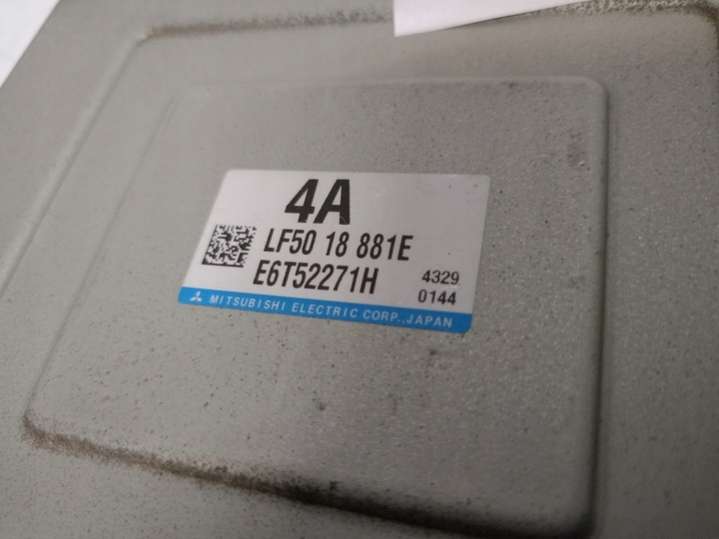 4A
LF50 18 881E
E6T52271H
4329
0144
MITSUBISHI ELECTRIC CORP., JAPAN